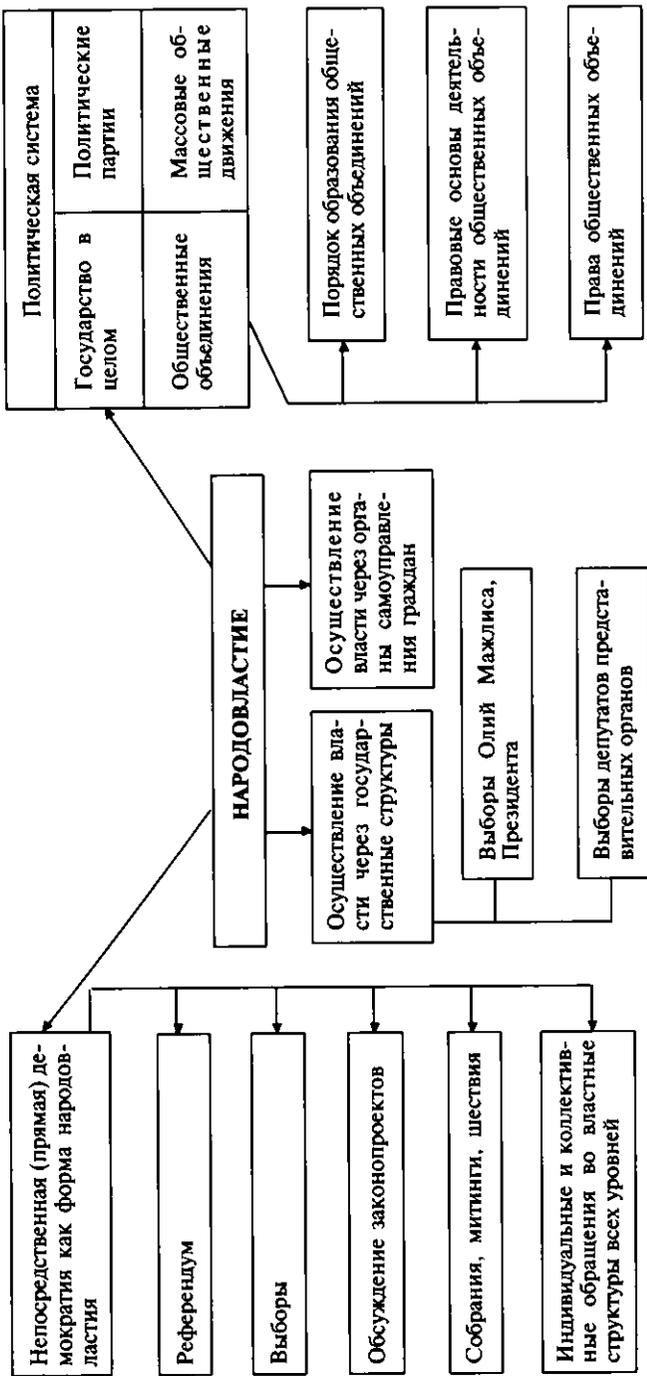 Непосредственная (прямая) де-
мократия как форма народов-
ластия
Референдум
Выборы
Обсуждение законопроектов
Собрания, митинги, шествия
Индивидуальные и коллектив-
ные обращения во властные
структуры всех уровней
НАРОДОВЛАСТИЕ
Осуществление вла-
сти через государ-
ственные структуры
Осуществление
власти через орга-
ны самоуправле-
ния граждан
Выборы Олий Мажлиса,
Президента
Выборы депутатов предста-
вительных органов
Политическая система
Государство в
целом
Политические
партии
Общественные
объединения
Массовые об-
щественные
движения
Порядок образования обще-
ственных объединений
Правовые основы деятель-
ности общественных объе-
динений
Права общественных объе-
динений